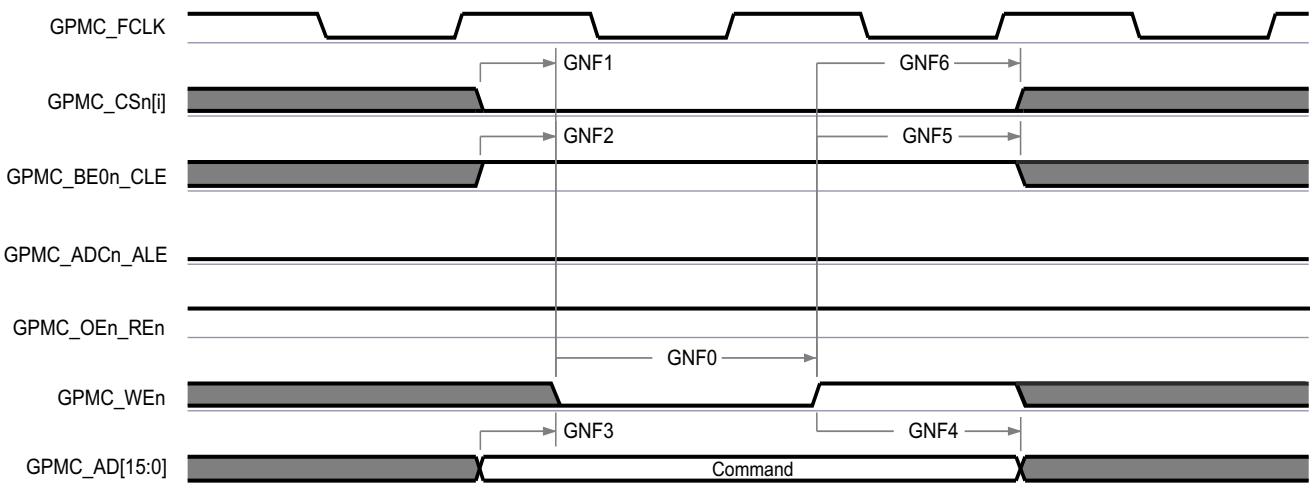 GPMC_FCLK
GNF1
GNF6
GPMC_CSn[i]
GNF2
GNF5
GPMC_BE0n_CLE
GPMC_ADCn_ALE
GPMC_OEn_REn
GNF0
GPMC_WEn
GNF3
GNF4
GPMC_AD[15:0]
Command